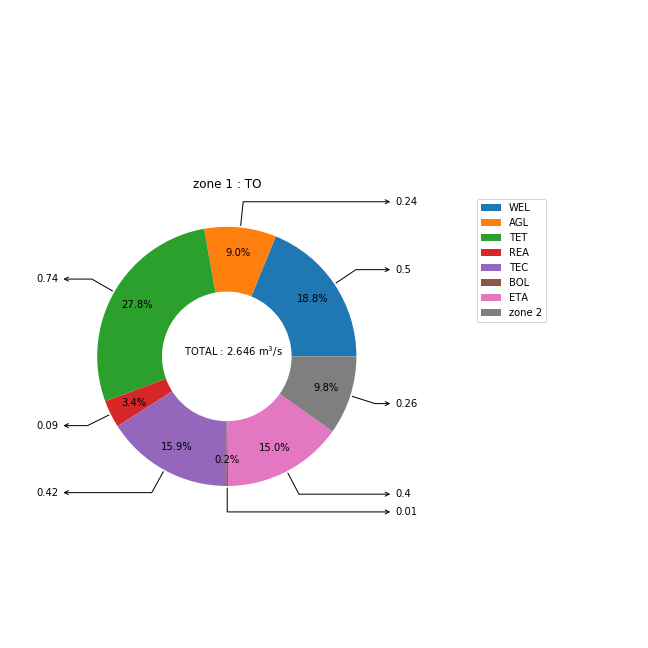 zone 1 : TO
0.24
WEL
AGL
TET
REA
TEC
BOL
ETA
zone 2
9.0%
0.5
0.74
18.8%
27.8%
TOTAL : 2.646 m³/s
9.8%
3.4%
0.26
0.09
15.9%
15.0%
0.2%
0.42
0.4
0.01